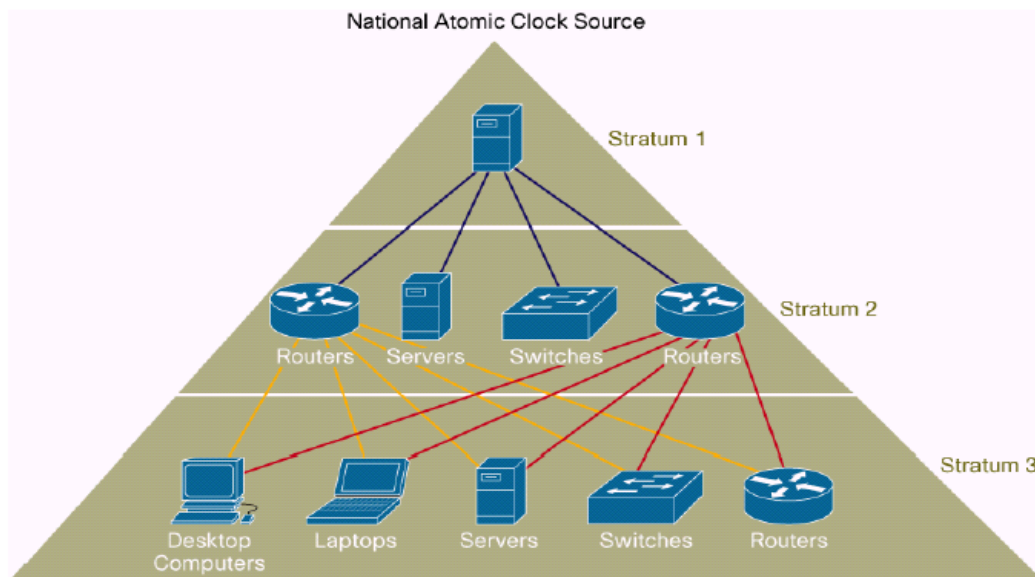 National Atomic Clock Source
Stratum 1
Stratum 2
Routers
Servers
Switches
Routers
Stratum 3
Desktop
Computers
Laptops
Servers
Switches
Routers